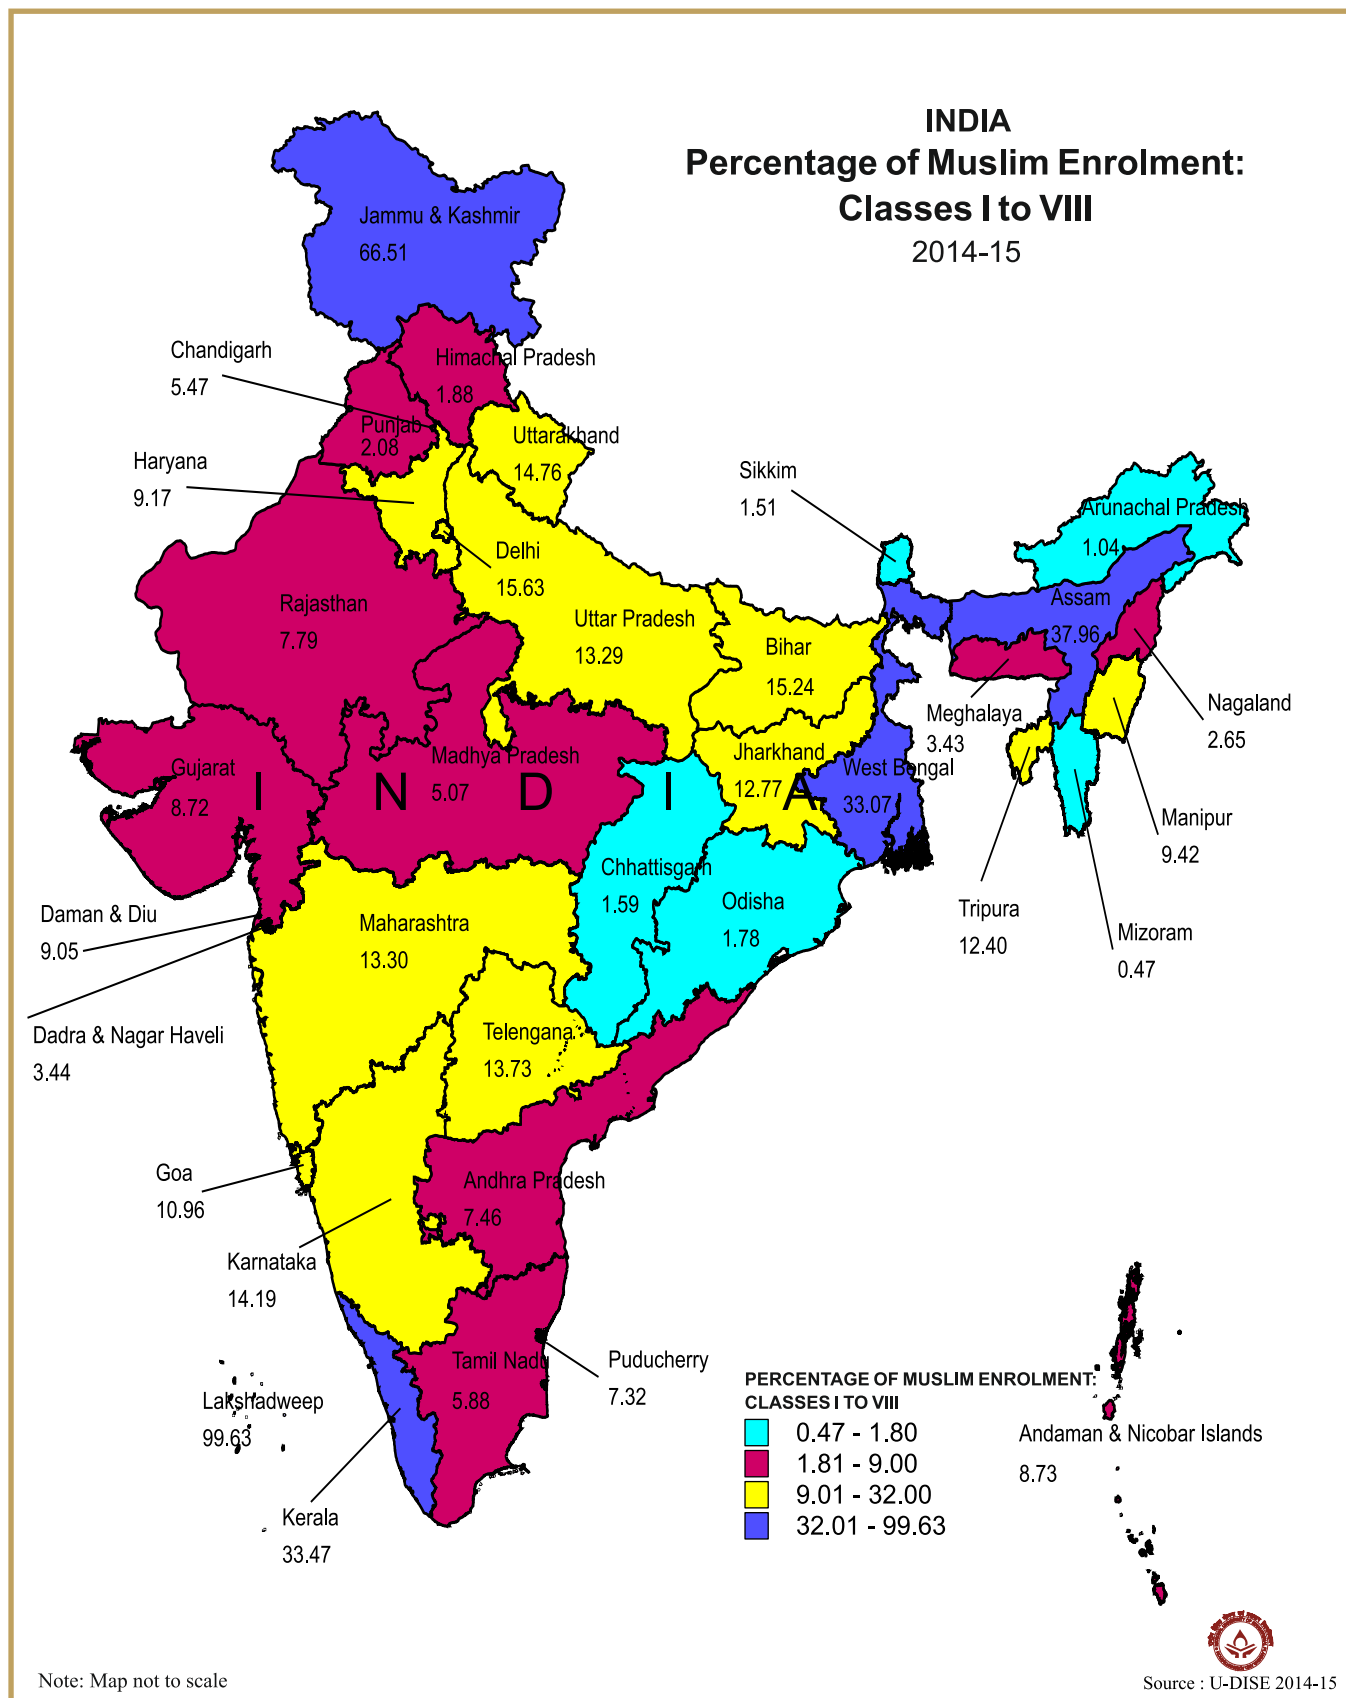 INDIA
Percentage of Muslim Enrolment:
Classes I to VIII
2014-15
Jammu & Kashmir
66.51
Chandigarh
5.47
Himachal Pradesh
1.88
Punjab
2.08
Uttarakhand
14.76
Haryana
9.17
Sikkim
1.51
Arunachal Pradesh
1.04
Delhi
15.63
Rajasthan
7.79
Uttar Pradesh
13.29
Bihar
15.24
Assam
37.96
Nagaland
2.65
Meghalaya
3.43
Gujarat
8.72
Madhya Pradesh
5.07
Jharkhand
12.77
West Bengal
33.07
I N D I A
Manipur
9.42
Chhattisgarh
1.59
Odisha
1.78
Tripura
12.40
Mizoram
0.47
Daman & Diu
9.05
Maharashtra
13.30
Dadra & Nagar Haveli
3.44
Telengana
13.73
Goa
10.96
Andhra Pradesh
7.46
Karnataka
14.19
Tamil Nadu
5.88
Puducherry
7.32
Lakshadweep
99.63
Kerala
33.47
PERCENTAGE OF MUSLIM ENROLMENT:
CLASSES I TO VIII
0.47 - 1.80
1.81 - 9.00
9.01 - 32.00
32.01 - 99.63
Andaman & Nicobar Islands
8.73
Note: Map not to scale
Source : U-DISE 2014-15